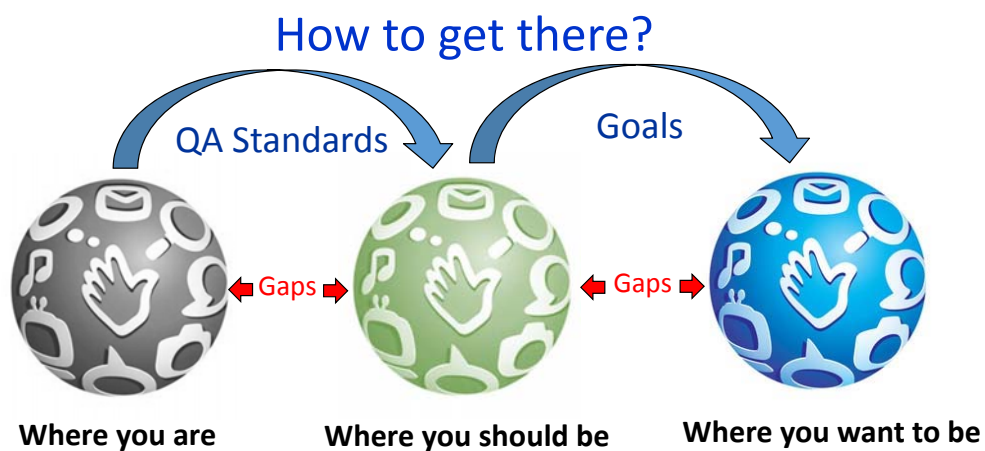 How to get there?
QA Standards
Goals
Gaps
Gaps
Where you are
Where you should be
Where you want to be